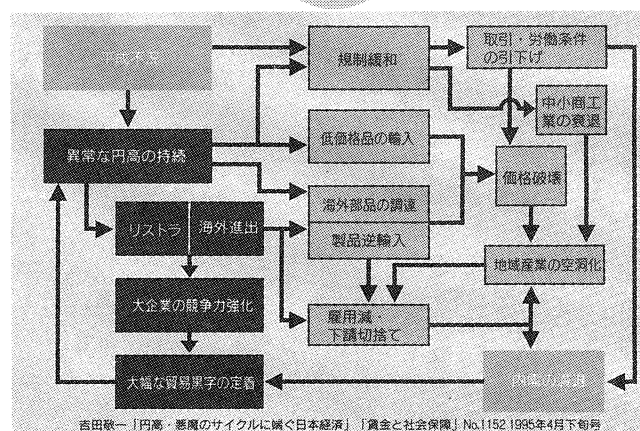 平成不況
規制緩和
取引・労働条件
の引下げ
中小商工
業の衰退
異常な円高の持続
低価格品の輸入
価格破壊
海外部品の調達
リストラ
海外進出
製品逆輸入
地域産業の空洞化
大企業の競争力強化
雇用減・
下請切捨て
大幅な貿易黒字の定着
吉田敬一「円高・悪魔のサイクルに喘ぐ日本経済」「賃金と社会保障」No.1152 1995年4月下旬号